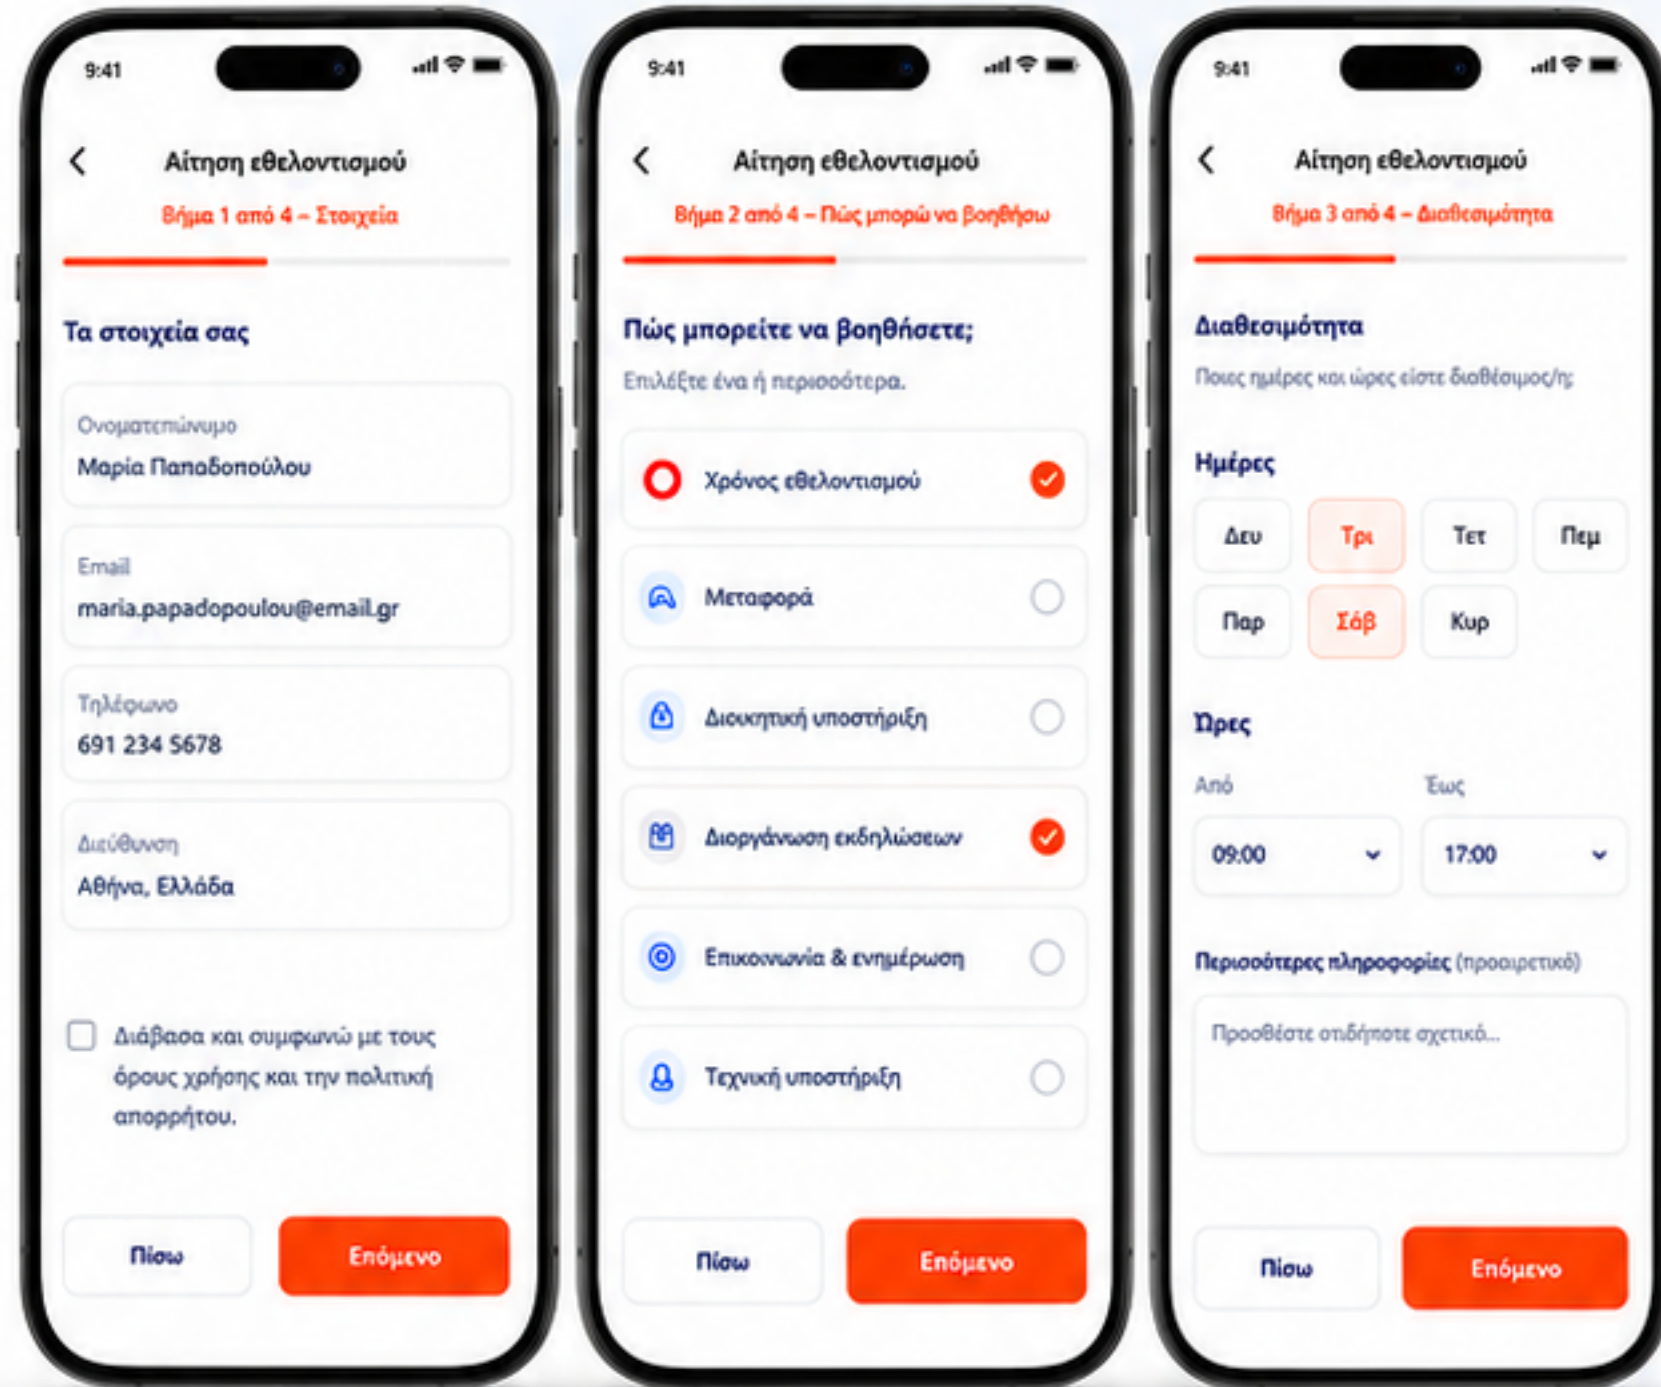 9:41
Αίτηση εθελοντισμού
Βήμα 1 από 4 – Στοιχεία
Τα στοιχεία σας
Ονοματεπώνυμο
Μαρία Παπαδοπούλου
Email
maria.papadopoulou@email.gr
Τηλέφωνο
691 234 5678
Διεύθυνση
Αθήνα, Ελλάδα
Διάβασα και συμφωνώ με τους
όρους χρήσης και την πολιτική
απορρήτου.
Πίσω
Επόμενο
9:41
Αίτηση εθελοντισμού
Βήμα 2 από 4 – Πώς μπορώ να βοηθήσω
Πώς μπορείτε να βοηθήσετε;
Επιλέξτε ένα ή περισσότερα.
Χρόνος εθελοντισμού
Μεταφορά
Διοικητική υποστήριξη
Διοργάνωση εκδηλώσεων
Επικοινωνία & ενημέρωση
Τεχνική υποστήριξη
Πίσω
Επόμενο
9:41
Αίτηση εθελοντισμού
Βήμα 3 από 4 – Διαθεσιμότητα
Διαθεσιμότητα
Ποιες ημέρες και ώρες είστε διαθέσιμος/η;
Ημέρες
Δευ Τρι Τετ Πεμ
Παρ Σάβ Κυρ
Ώρες
Από Έως
09:00 17:00
Περισσότερες πληροφορίες (προαιρετικό)
Προσθέστε οτιδήποτε σχετικό...
Πίσω
Επόμενο